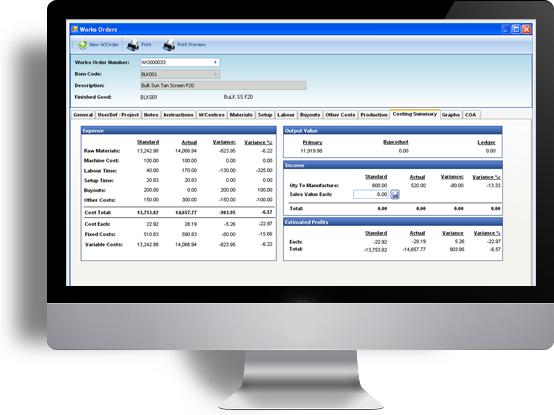 Works Orders
New W/Order Print Print Preview
Works Order Number: WO000033
Bom Code: BLK001
Description: Bulk Sun Tan Screen F20
Finished Good: BLK001 BuLK SS F20
General UserDef / Project Notes Instructions WCentres Materials Setup Labour Buyouts Other Costs Production Costing Summary Graphs COA
Expense
Standard Actual Variance: Variance %:
Raw Materials: 13,242.98 14,066.94 -823.95 -6.22
Machine Cost: 100.00 100.00 0.00 0.00
Labour Time: 40.00 170.00 -130.00 -325.00
Setup Time: 20.83 20.83 0.00 0.00
Buyouts: 200.00 0.00 200.00 100.00
Other Costs: 150.00 300.00 -150.00 -100.00
Cost Total: 13,753.82 14,657.77 -903.95 -6.57
Cost Each: 22.92 28.19 -5.26 -22.97
Fixed Costs: 510.83 590.83 -80.00 -15.66
Variable Costs: 13,242.98 14,066.94 -823.95 -6.22
Output Value
Primary Byproduct Ledger
11,919.98 0.00 0.00
Income
Standard Actual Variance: Variance %
Qty To Manufacture: 600.00 520.00 -80.00 -13.33
Sales Value Each: 0.00
Total: 0.00 0.00 0.00 0.00
Estimated Profits
Standard Actual Variance Variance %
Each: -22.92 -28.19 5.26 -22.97
Total: -13,753.82 -14,657.77 903.95 -6.57